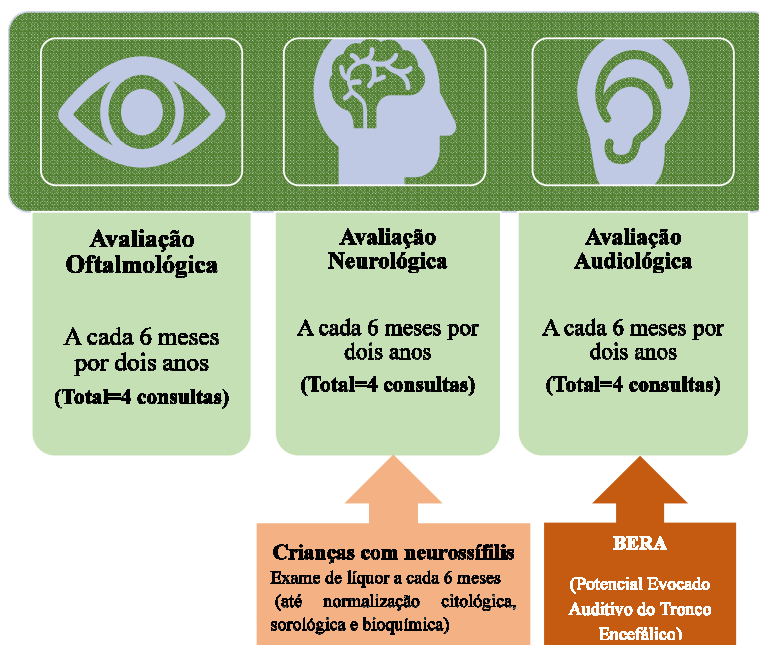 Avaliação
Oftalmológica
A cada 6 meses
por dois anos
(Total=4 consultas)
Avaliação
Neurológica
A cada 6 meses por
dois anos
(Total=4 consultas)
Avaliação
Audiológica
A cada 6 meses por
dois anos
(Total=4 consultas)
Crianças com neurossífilis
Exame de líquor a cada 6 meses
(até normalização citológica,
sorológica e bioquímica)
BERA
(Potencial Evocado
Auditivo do Tronco
Encefálico)